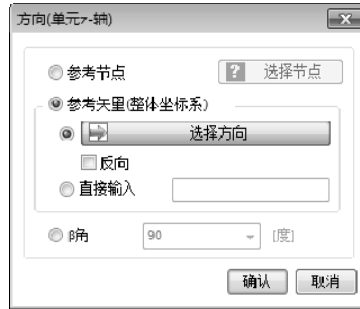 方向(单元z-轴)
参考节点
? 选择节点
参考矢量(整体坐标系)
选择方向
反向
直接输入
β角 90 [度]
确认 取消